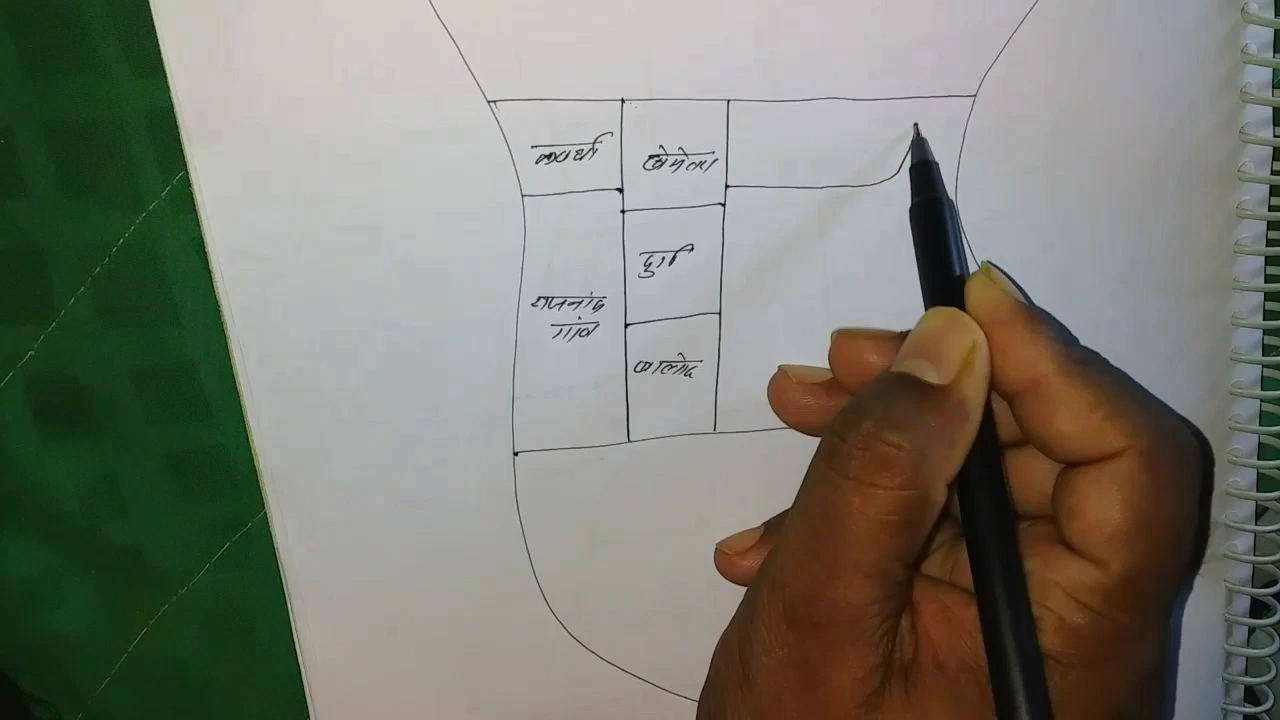 कवर्धा
बेमेतरा
दुर्ग
राजनांद
गांव
बालोद